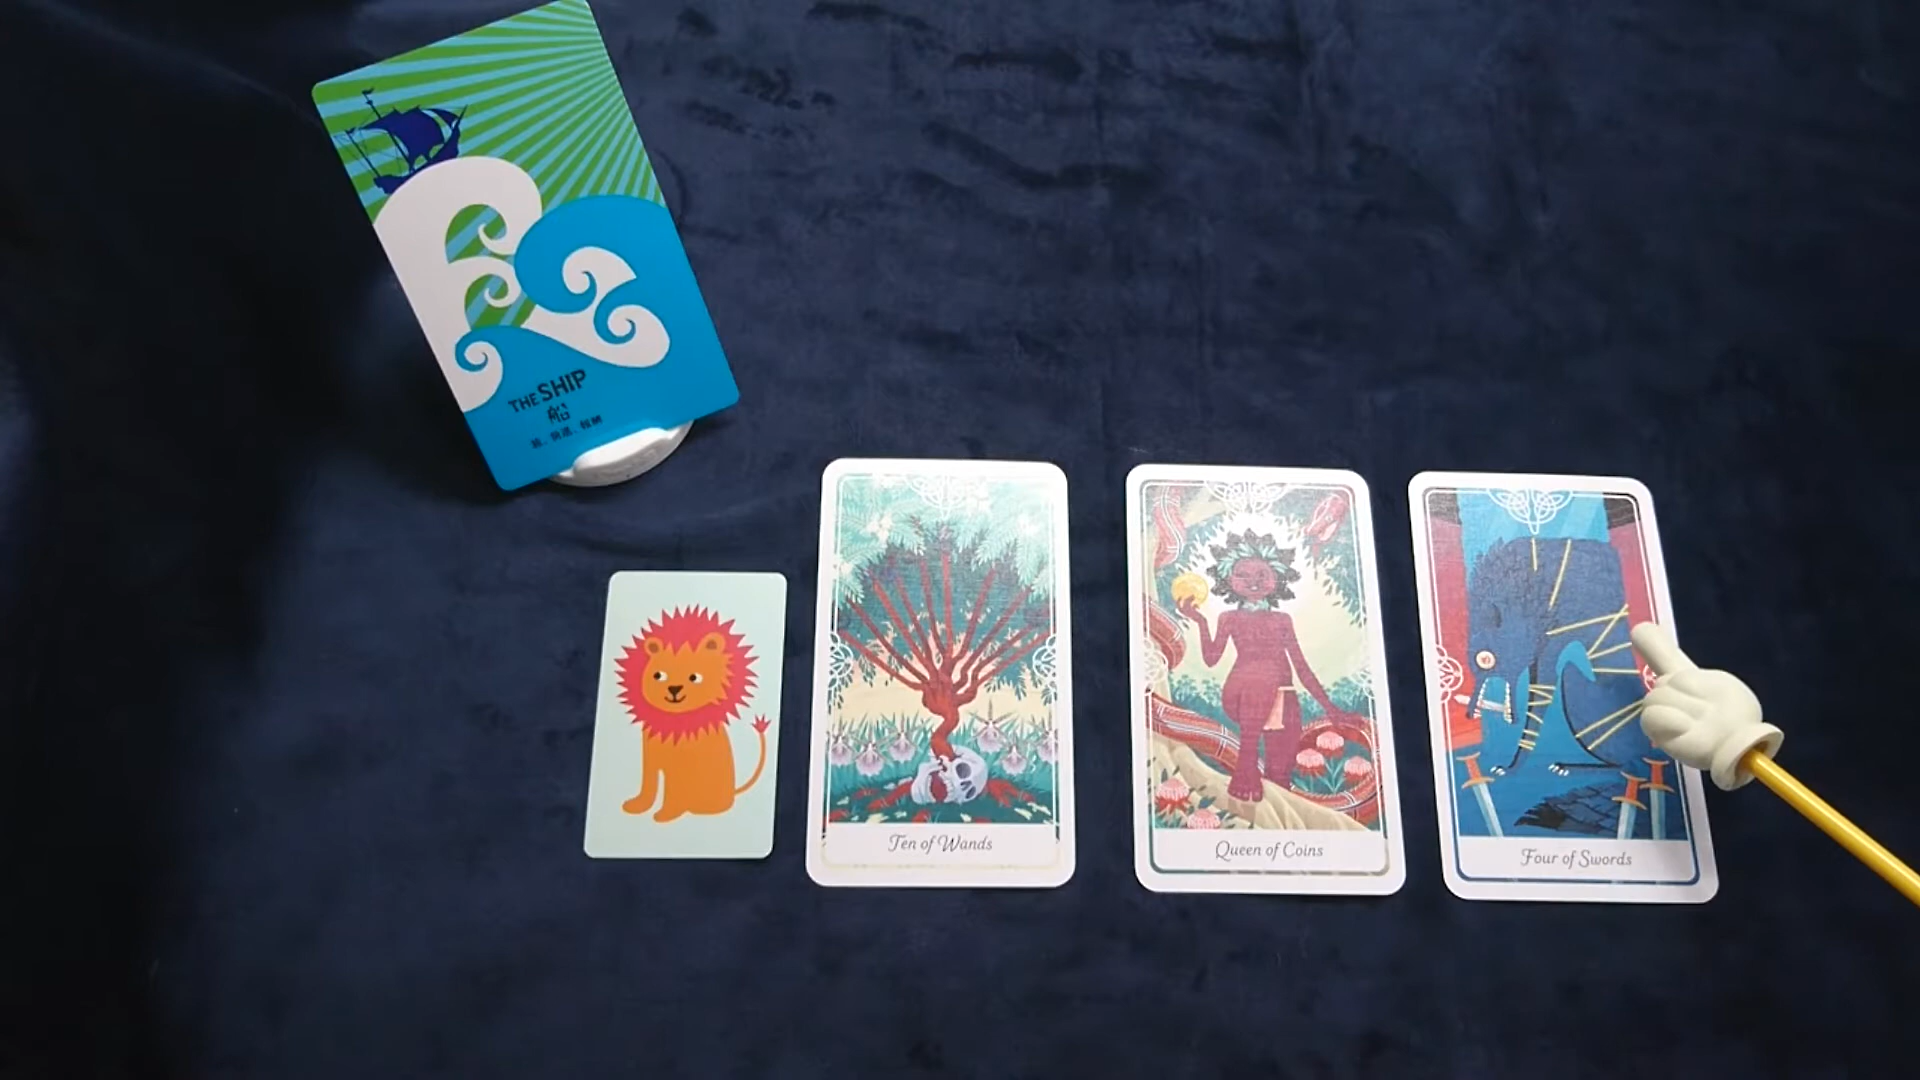 THE SHIP
船
Ten of Wands
Queen of Coins
Four of Swords